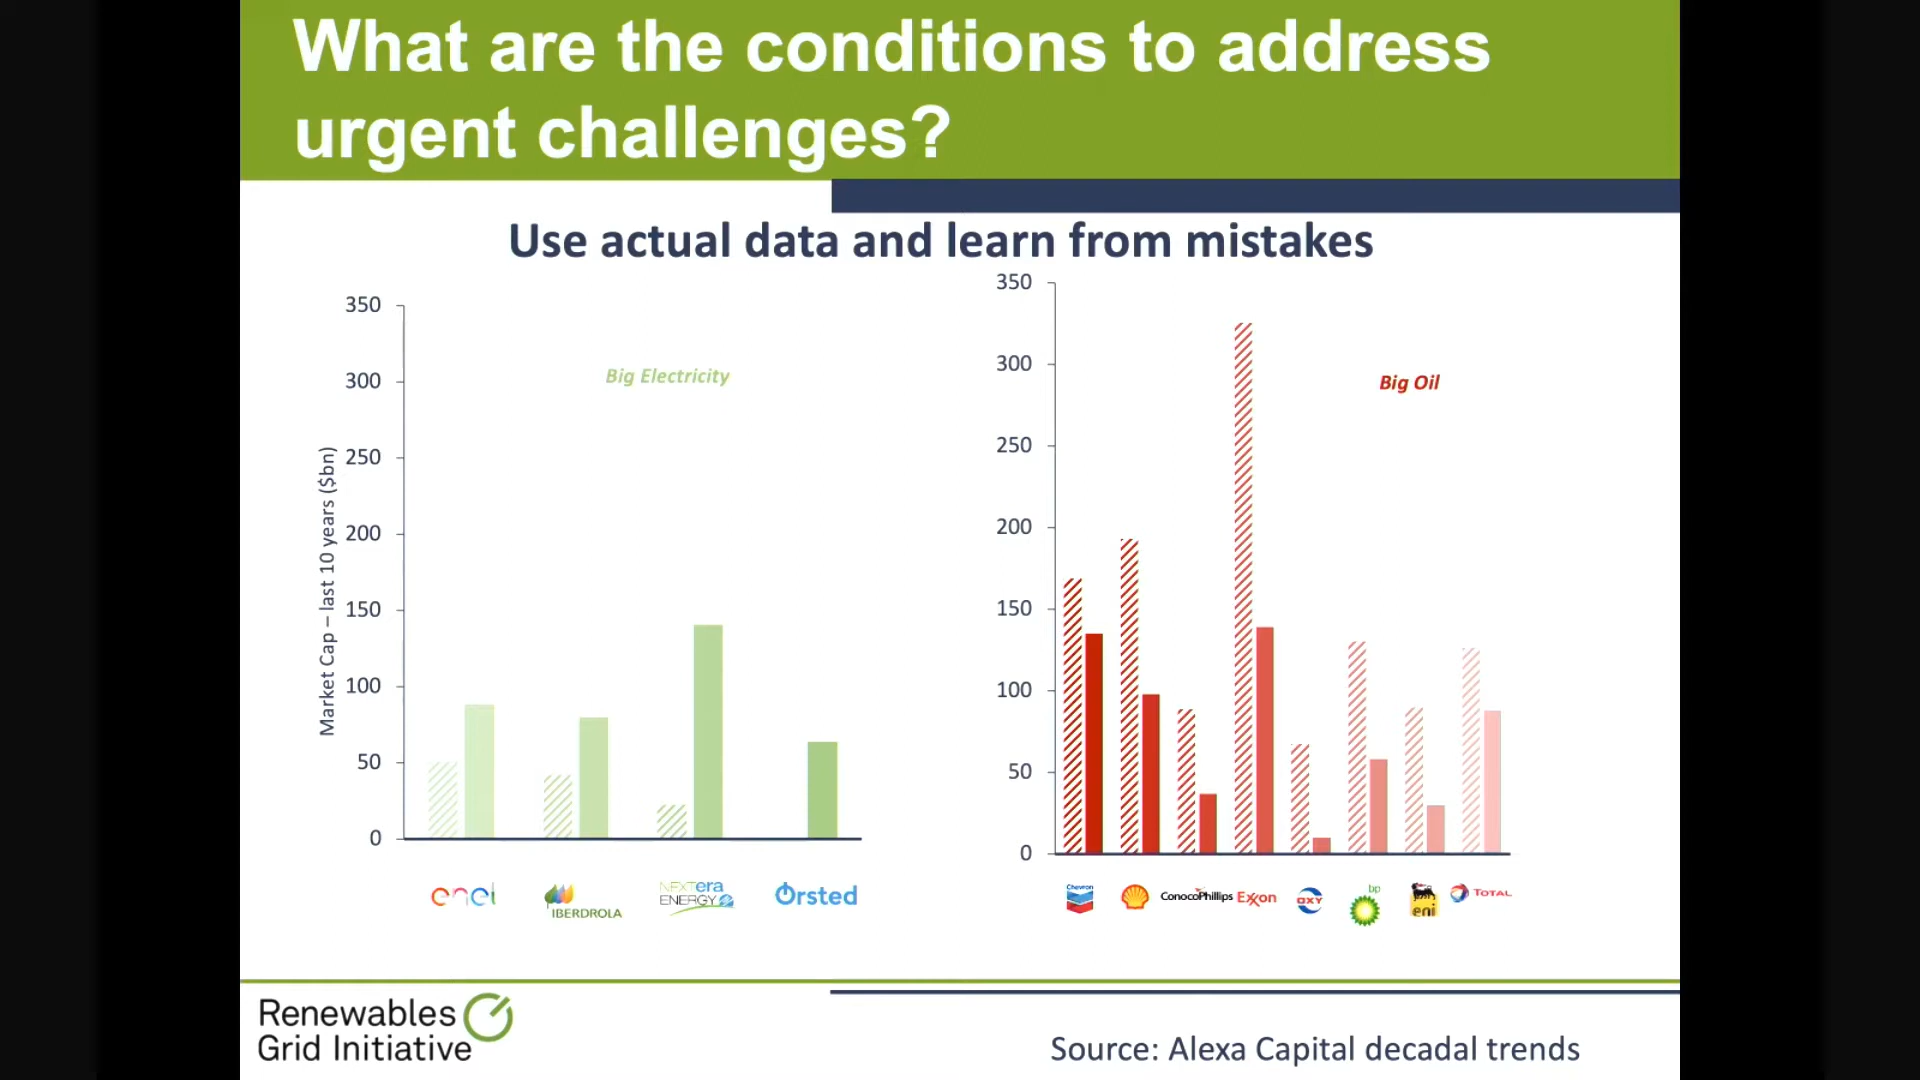 What are the conditions to address
urgent challenges?
Use actual data and learn from mistakes
Market Cap – last 10 years ($bn)
350
300
250
200
150
100
50
0
Big Electricity
enel
IBERDROLA
NEXTera
ENERGY
Ørsted
350
300
250
200
150
100
50
0
Big Oil
Chevron
ConocoPhillips
Exxon
OXY
bp
eni
TOTAL
Renewables
Grid Initiative
Source: Alexa Capital decadal trends